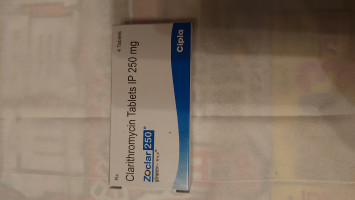 Rx
4 Tablets
Clarithromycin Tablets IP 250 mg
Zoclar 250
Cipla